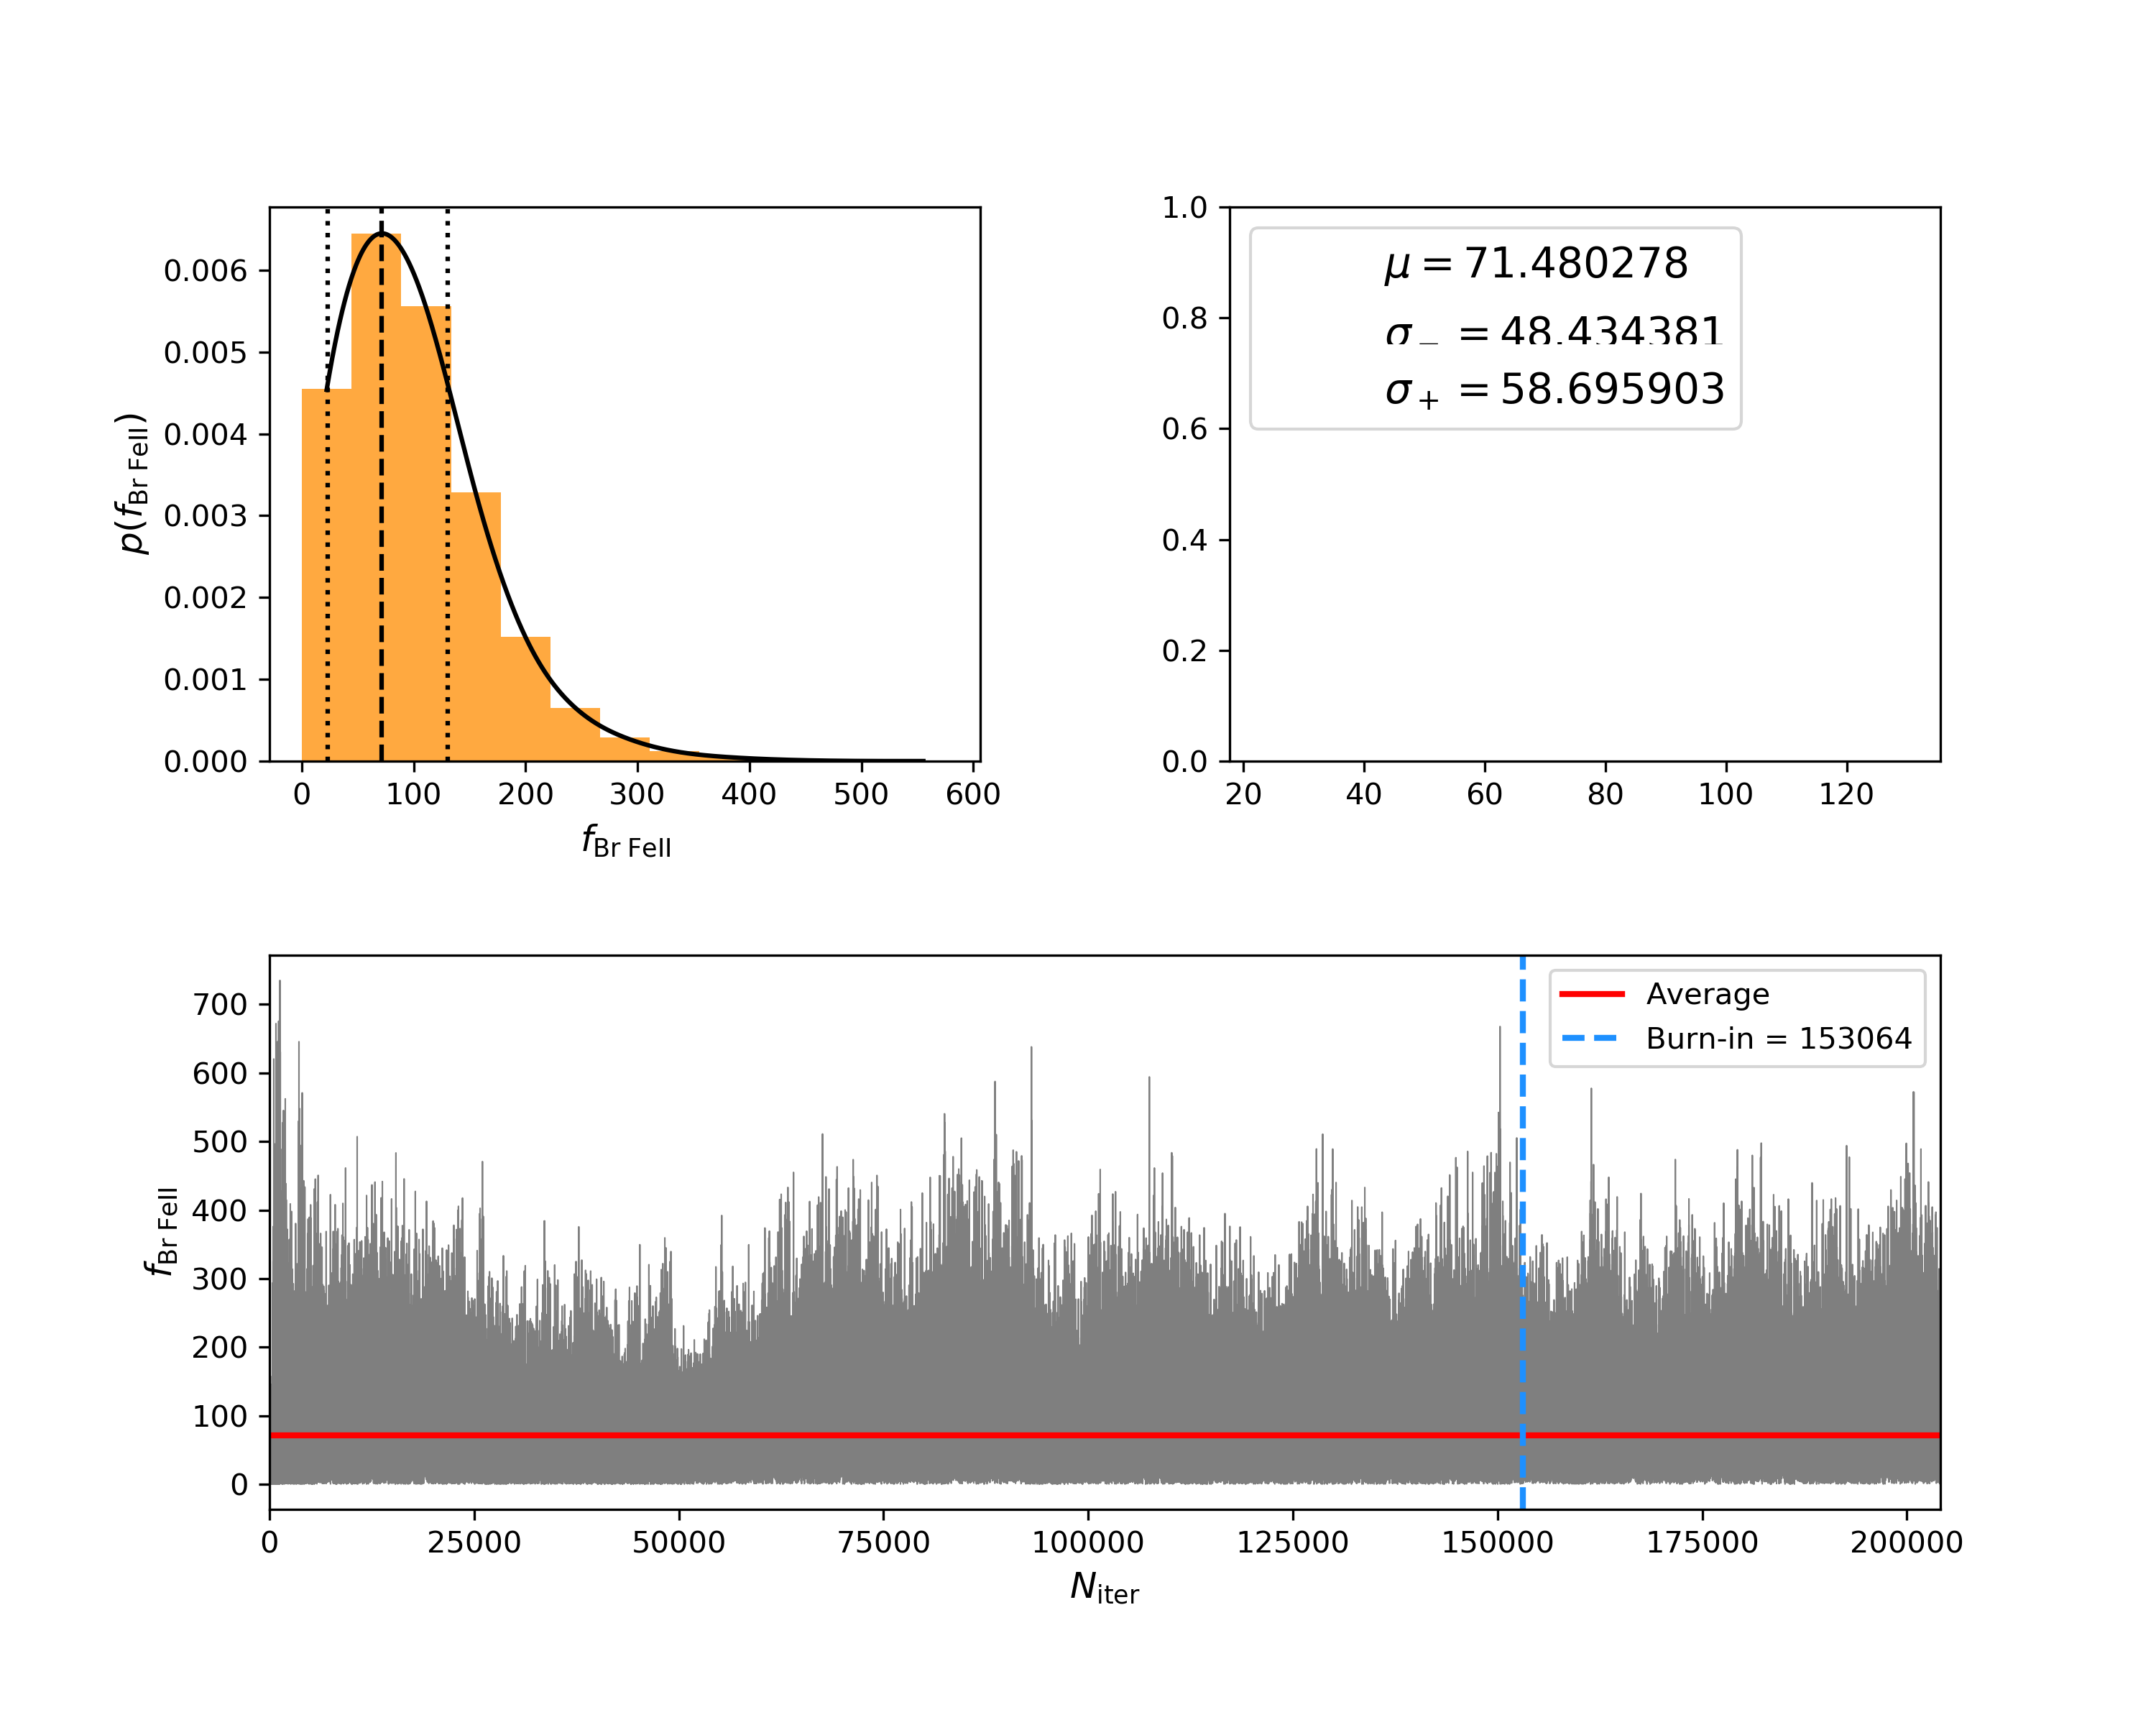 0.006
0.005
0.004
0.003
0.002
0.001
0.000
p(f_Br FeII)
0 100 200 300 400 500 600
f_Br FeII
1.0
0.8
0.6
0.4
0.2
0.0
μ = 71.480278
σ− = 48.434381
σ+ = 58.695903
20 40 60 80 100 120
700
600
500
400
300
200
100
0
f_Br FeII
Average
Burn-in = 153064
0 25000 50000 75000 100000 125000 150000 175000 200000
N_iter